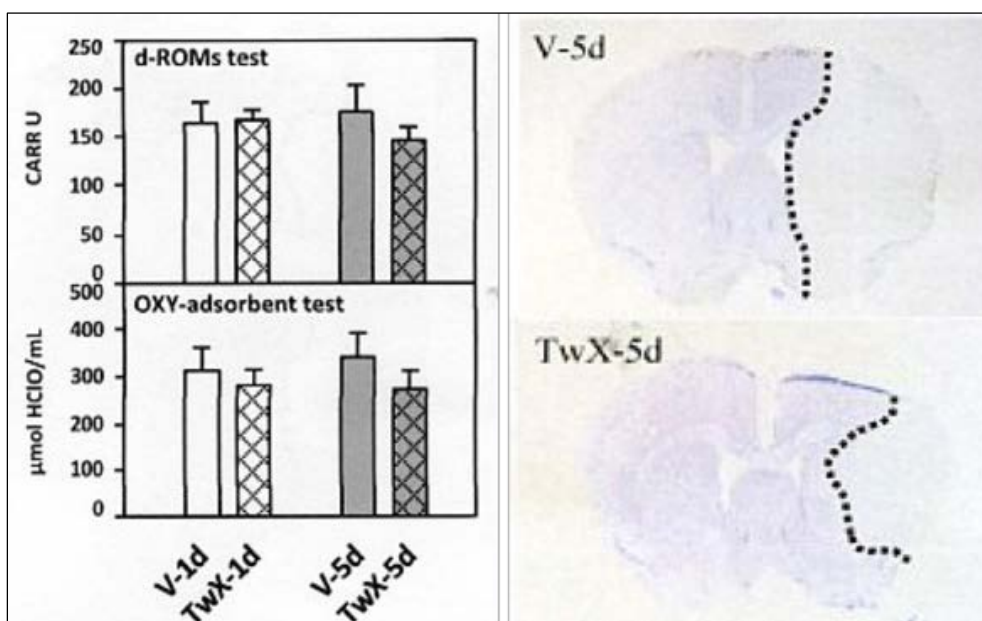 250
d-ROMs test
200
150
100
50
0
CARR U
500
OXY-adsorbent test
400
300
200
100
0
µmol HClO/mL
V-1d
TwX-1d
V-5d
TwX-5d
V-5d
TwX-5d